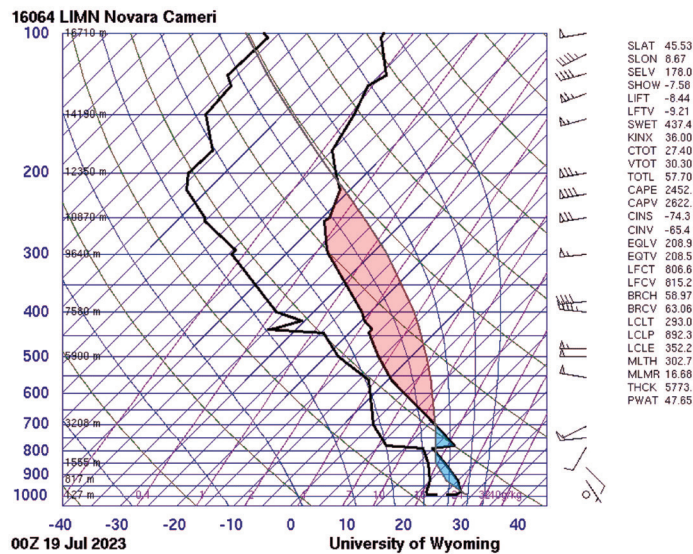 16064 LIMN Novara Cameri
100
16710 m
14190 m
200
12350 m
10870 m
300
9640 m
400
7580 m
500
5900 m
600
700
3208 m
800
1555 m
900
817 m
1000
127 m
0.4
1
2
4
7
10
16
-40
-30
-20
-10
0
10
20
30
40
00Z 19 Jul 2023
University of Wyoming
SLAT 45.53
SLON 8.67
SELV 178.0
SHOW -7.58
LIFT -8.44
LFTV -9.21
SWET 437.4
KINX 36.00
CTOT 27.40
VTOT 30.30
TOTL 57.70
CAPE 2452.
CAPV 2622.
CINS -74.3
CINV -65.4
EQLV 208.9
EQTV 208.5
LFCT 806.6
LFCV 815.2
BRCH 58.97
BRCV 63.06
LCLT 293.0
LCLP 892.3
LCLE 352.2
MLTH 302.7
MLMR 16.68
THCK 5773.
PWAT 47.65